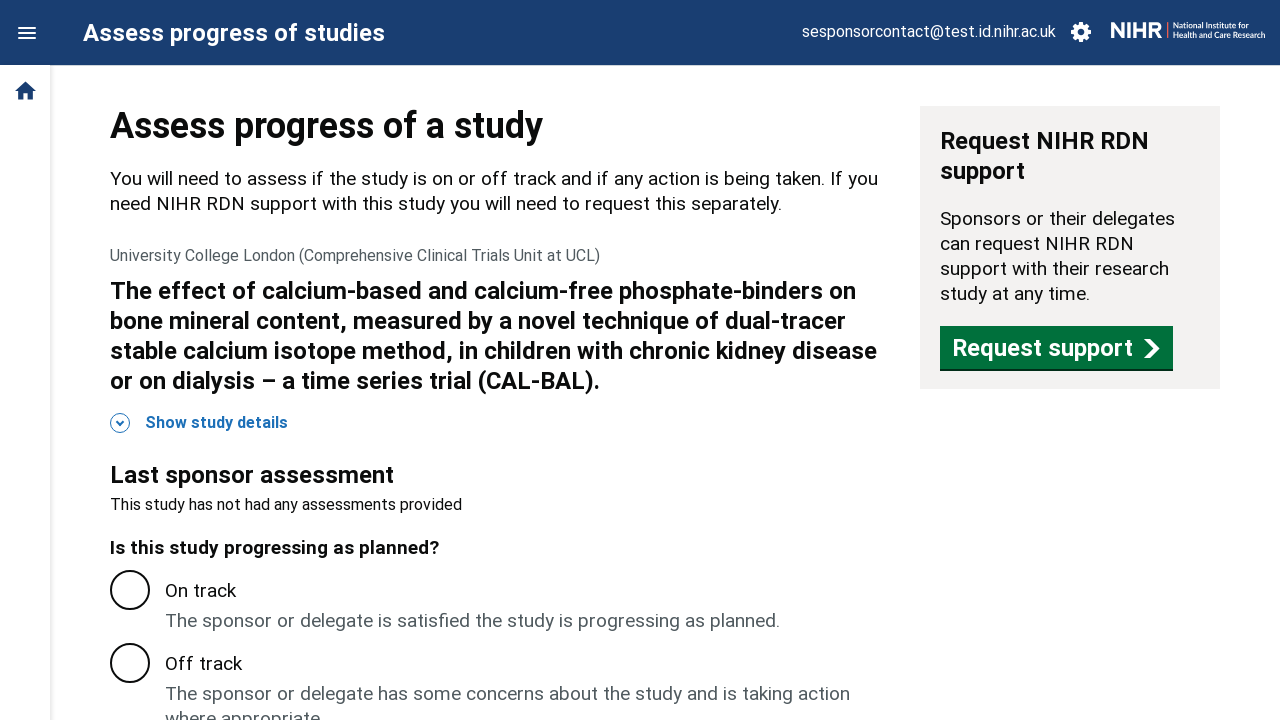 Assess progress of studies
sesponsorcontact@test.id.nihr.ac.uk
NIHR | National Institute for
Health and Care Research
Assess progress of a study
You will need to assess if the study is on or off track and if any action is being taken. If you
need NIHR RDN support with this study you will need to request this separately.
University College London (Comprehensive Clinical Trials Unit at UCL)
The effect of calcium-based and calcium-free phosphate-binders on
bone mineral content, measured by a novel technique of dual-tracer
stable calcium isotope method, in children with chronic kidney disease
or on dialysis – a time series trial (CAL-BAL).
Show study details
Last sponsor assessment
This study has not had any assessments provided
Is this study progressing as planned?
On track
The sponsor or delegate is satisfied the study is progressing as planned.
Off track
The sponsor or delegate has some concerns about the study and is taking action
where appropriate.
Request NIHR RDN
support
Sponsors or their delegates
can request NIHR RDN
support with their research
study at any time.
Request support